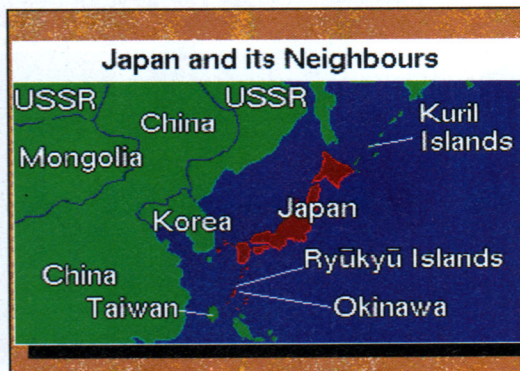 Japan and its Neighbours
USSR
USSR
China
Kuril
Islands
Mongolia
Korea
Japan
China
Ryūkyū Islands
Taiwan
Okinawa